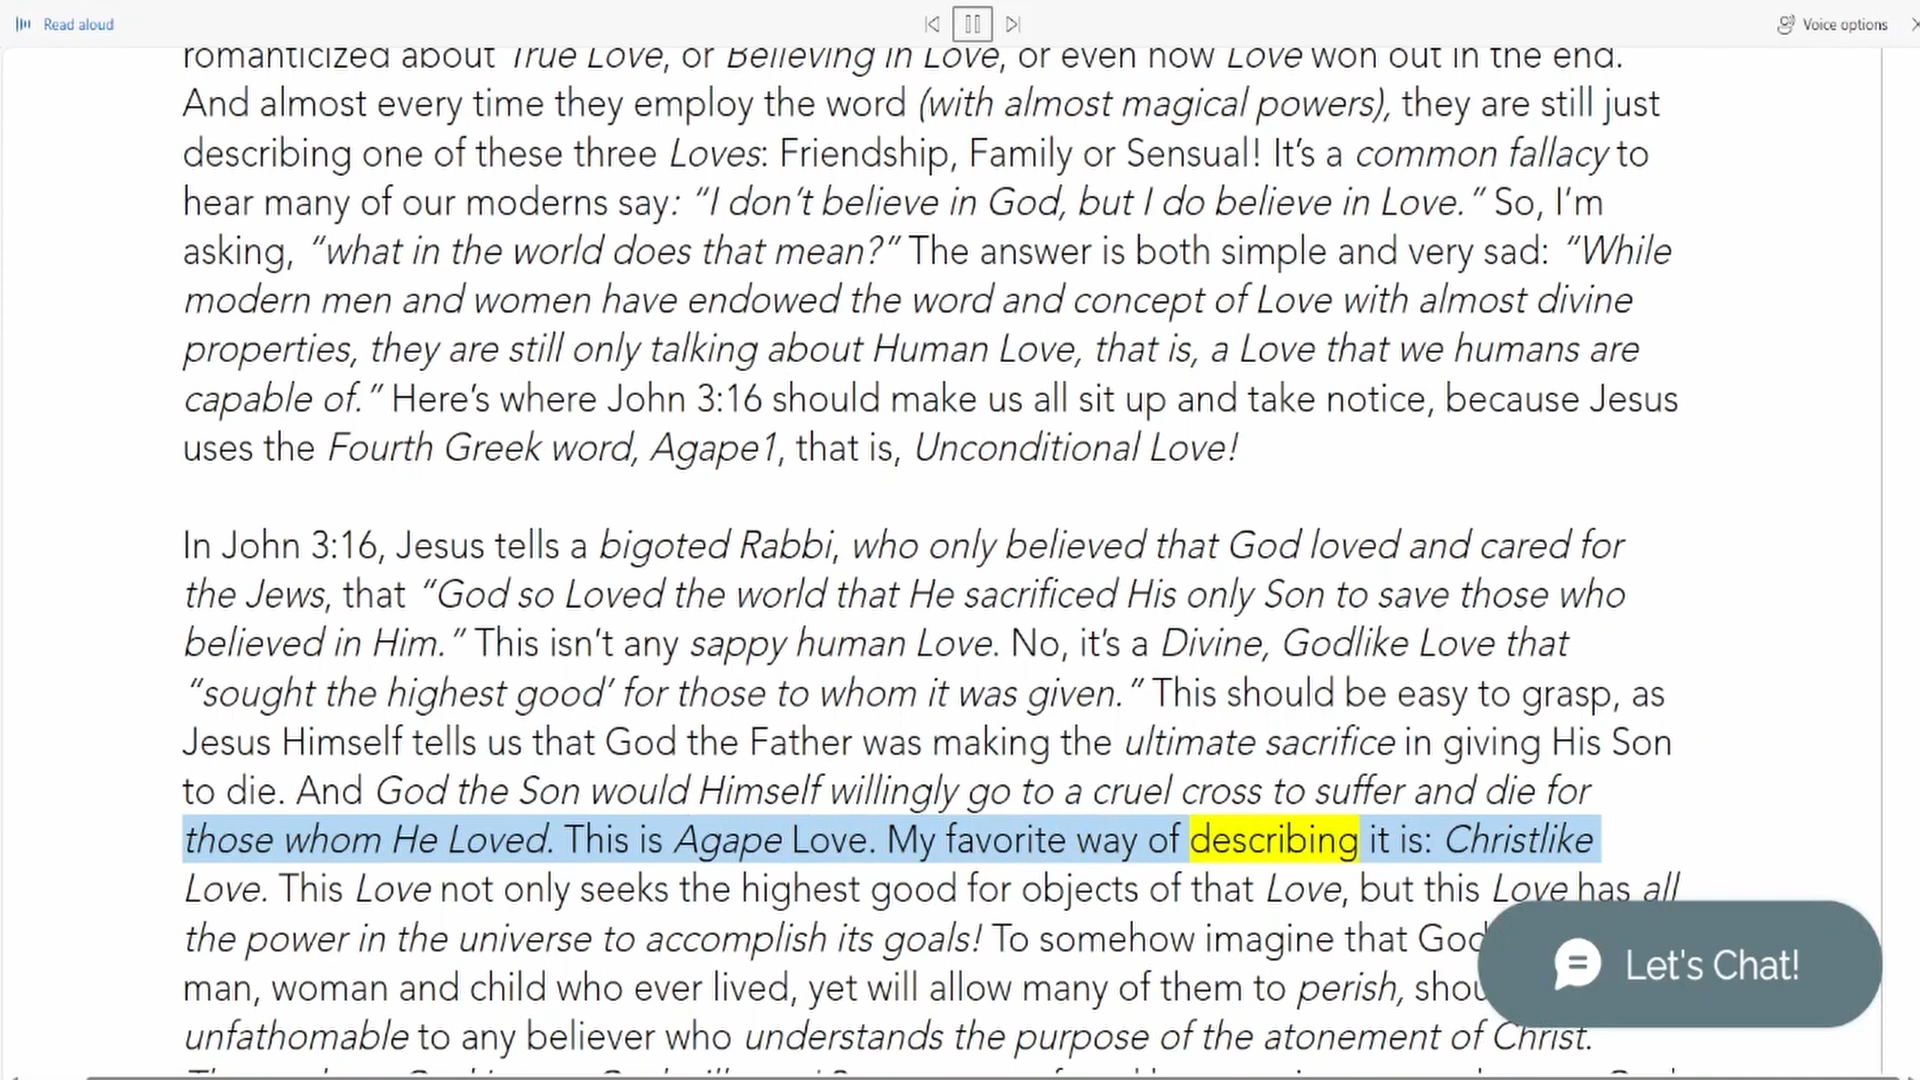 Read aloud
Voice options
romanticized about True Love, or Believing in Love, or even how Love won out in the end.
And almost every time they employ the word (with almost magical powers), they are still just
describing one of these three Loves: Friendship, Family or Sensual! It’s a common fallacy to
hear many of our moderns say: “I don’t believe in God, but I do believe in Love.” So, I’m
asking, “what in the world does that mean?” The answer is both simple and very sad: “While
modern men and women have endowed the word and concept of Love with almost divine
properties, they are still only talking about Human Love, that is, a Love that we humans are
capable of.” Here’s where John 3:16 should make us all sit up and take notice, because Jesus
uses the Fourth Greek word, Agape1, that is, Unconditional Love!
In John 3:16, Jesus tells a bigoted Rabbi, who only believed that God loved and cared for
the Jews, that “God so Loved the world that He sacrificed His only Son to save those who
believed in Him.” This isn’t any sappy human Love. No, it’s a Divine, Godlike Love that
“sought the highest good’ for those to whom it was given.” This should be easy to grasp, as
Jesus Himself tells us that God the Father was making the ultimate sacrifice in giving His Son
to die. And God the Son would Himself willingly go to a cruel cross to suffer and die for
those whom He Loved. This is Agape Love. My favorite way of describing it is: Christlike
Love. This Love not only seeks the highest good for objects of that Love, but this Love has all
the power in the universe to accomplish its goals! To somehow imagine that God
man, woman and child who ever lived, yet will allow many of them to perish,
unfathomable to any believer who understands the purpose of the atonement of Christ.
Let's Chat!